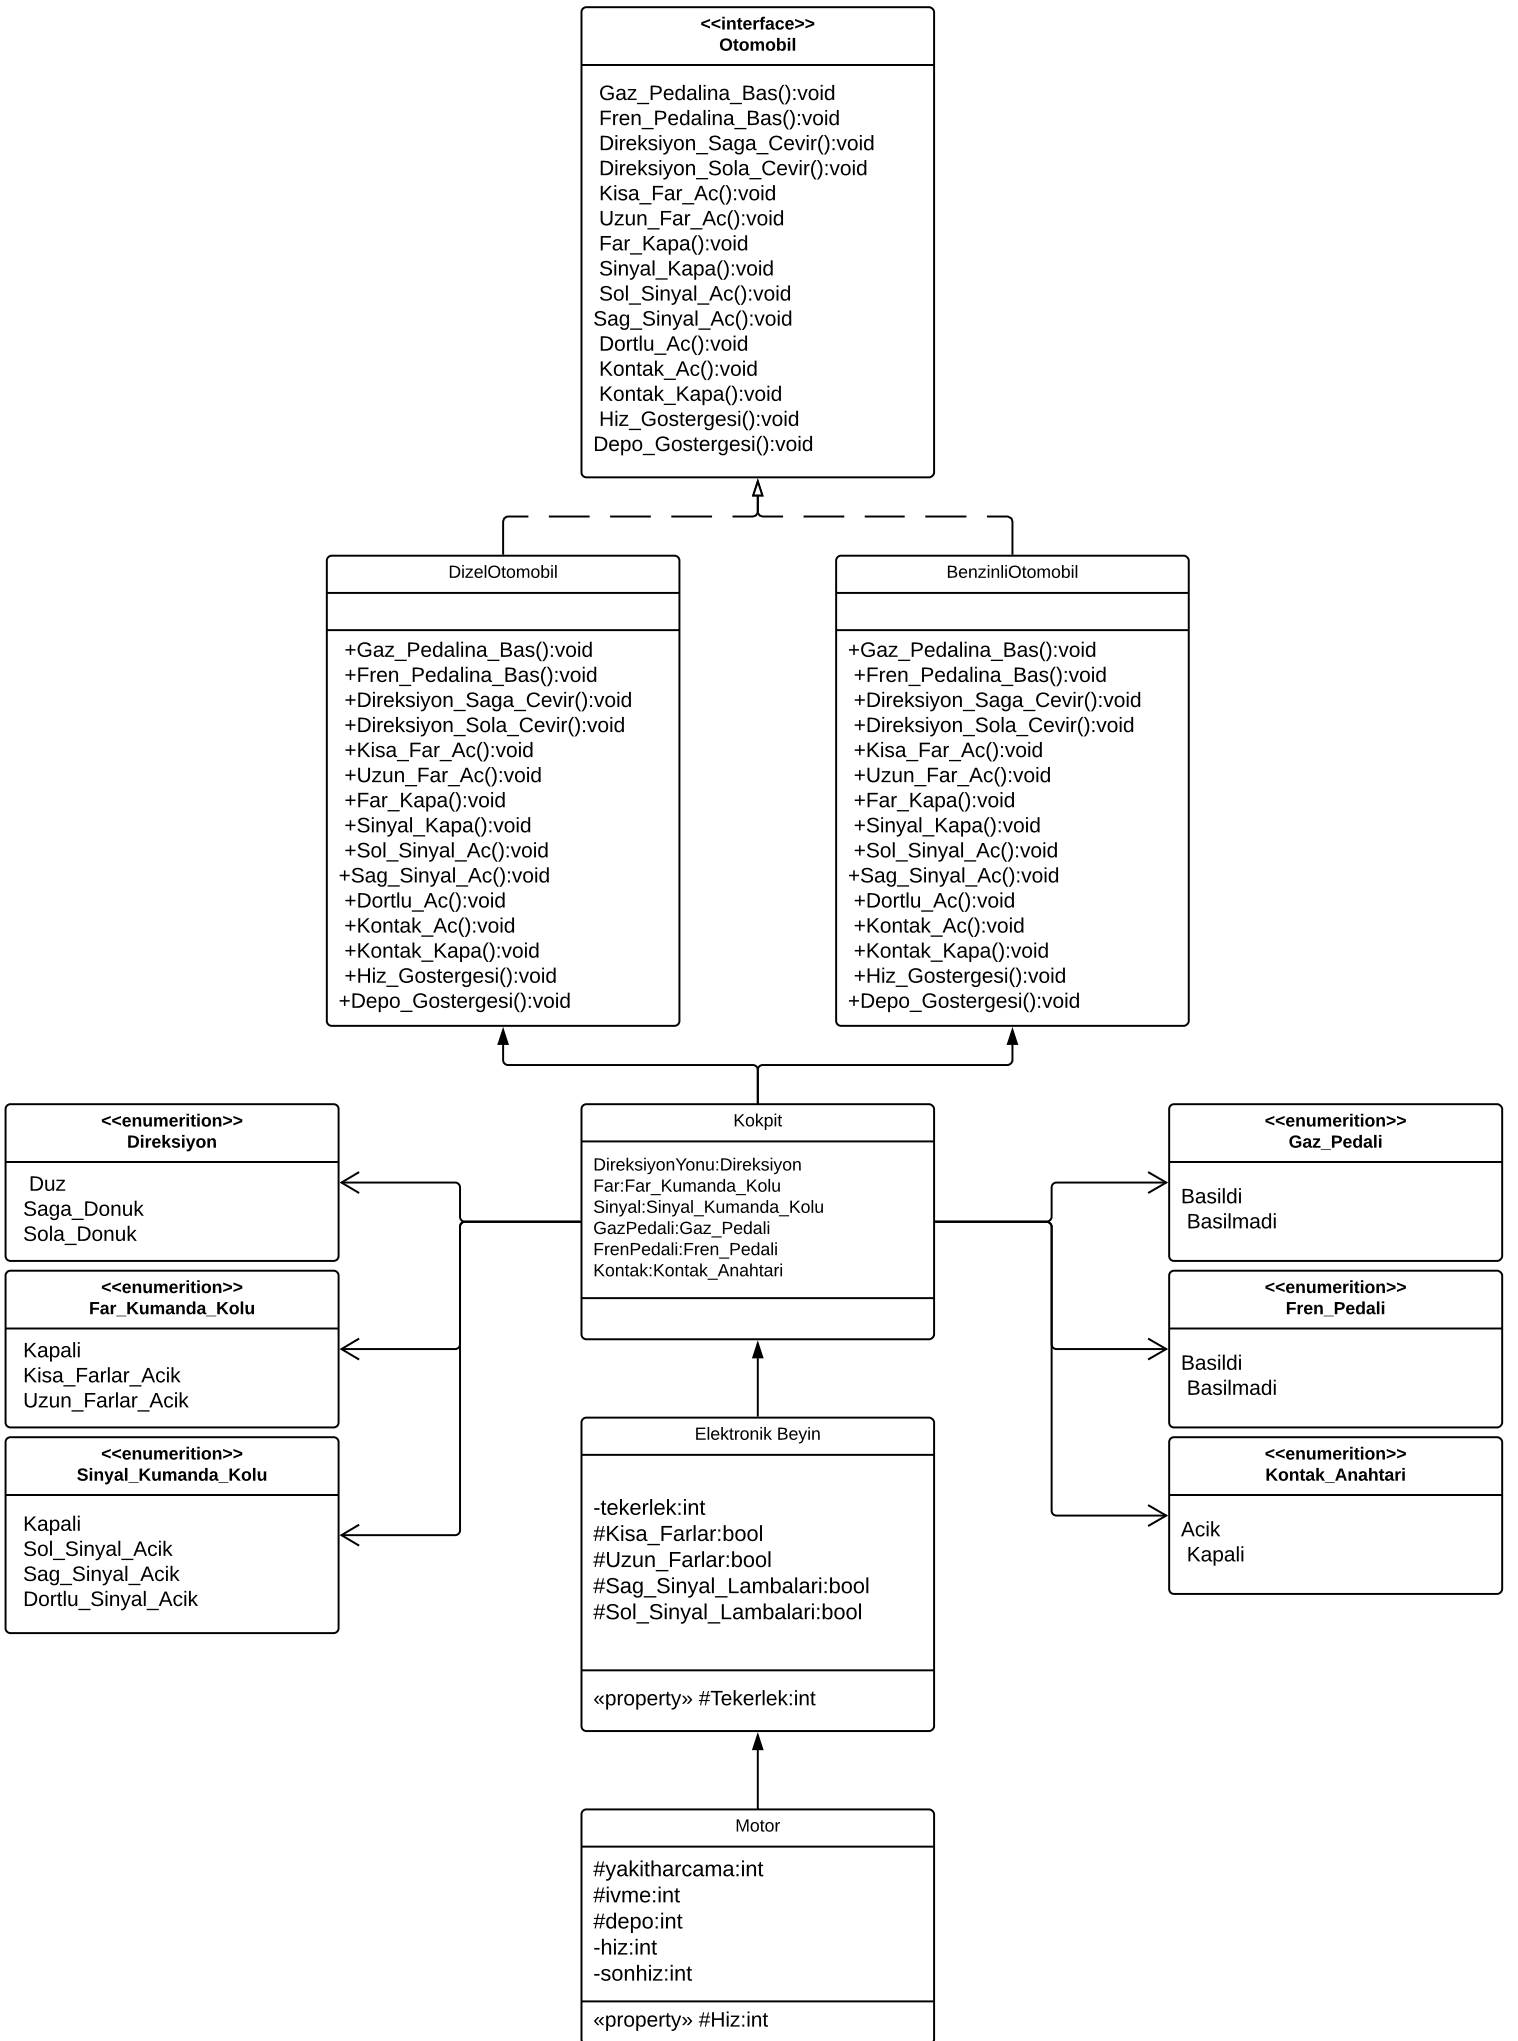 <<interface>>
Otomobil
Gaz_Pedalina_Bas():void
Fren_Pedalina_Bas():void
Direksiyon_Saga_Cevir():void
Direksiyon_Sola_Cevir():void
Kisa_Far_Ac():void
Uzun_Far_Ac():void
Far_Kapa():void
Sinyal_Kapa():void
Sol_Sinyal_Ac():void
Sag_Sinyal_Ac():void
Dortlu_Ac():void
Kontak_Ac():void
Kontak_Kapa():void
Hiz_Gostergesi():void
Depo_Gostergesi():void
DizelOtomobil
+Gaz_Pedalina_Bas():void
+Fren_Pedalina_Bas():void
+Direksiyon_Saga_Cevir():void
+Direksiyon_Sola_Cevir():void
+Kisa_Far_Ac():void
+Uzun_Far_Ac():void
+Far_Kapa():void
+Sinyal_Kapa():void
+Sol_Sinyal_Ac():void
+Sag_Sinyal_Ac():void
+Dortlu_Ac():void
+Kontak_Ac():void
+Kontak_Kapa():void
+Hiz_Gostergesi():void
+Depo_Gostergesi():void
BenzinliOtomobil
+Gaz_Pedalina_Bas():void
+Fren_Pedalina_Bas():void
+Direksiyon_Saga_Cevir():void
+Direksiyon_Sola_Cevir():void
+Kisa_Far_Ac():void
+Uzun_Far_Ac():void
+Far_Kapa():void
+Sinyal_Kapa():void
+Sol_Sinyal_Ac():void
+Sag_Sinyal_Ac():void
+Dortlu_Ac():void
+Kontak_Ac():void
+Kontak_Kapa():void
+Hiz_Gostergesi():void
+Depo_Gostergesi():void
<<enumerition>>
Direksiyon
Duz
Saga_Donuk
Sola_Donuk
<<enumerition>>
Far_Kumanda_Kolu
Kapali
Kisa_Farlar_Acik
Uzun_Farlar_Acik
<<enumerition>>
Sinyal_Kumanda_Kolu
Kapali
Sol_Sinyal_Acik
Sag_Sinyal_Acik
Dortlu_Sinyal_Acik
Kokpit
DireksiyonYonu:Direksiyon
Far:Far_Kumanda_Kolu
Sinyal:Sinyal_Kumanda_Kolu
GazPedali:Gaz_Pedali
FrenPedali:Fren_Pedali
Kontak:Kontak_Anahtari
<<enumerition>>
Gaz_Pedali
Basildi
Basilmadi
<<enumerition>>
Fren_Pedali
Basildi
Basilmadi
<<enumerition>>
Kontak_Anahtari
Acik
Kapali
Elektronik Beyin
-tekerlek:int
#Kisa_Farlar:bool
#Uzun_Farlar:bool
#Sag_Sinyal_Lambalari:bool
#Sol_Sinyal_Lambalari:bool
«property» #Tekerlek:int
Motor
#yakitharcama:int
#ivme:int
#depo:int
-hiz:int
-sonhiz:int
«property» #Hiz:int